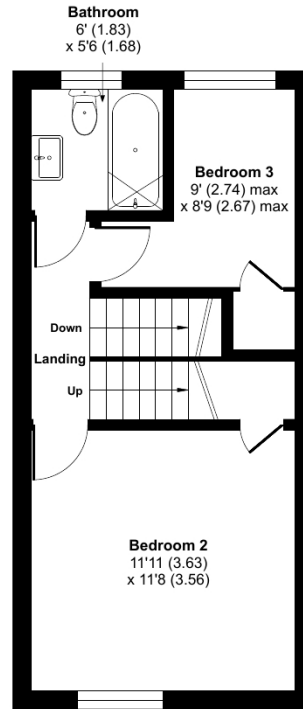 Bathroom
6' (1.83)
x 5'6 (1.68)
Bedroom 3
9' (2.74) max
x 8'9 (2.67) max
Down
Landing
Up
Bedroom 2
11'11 (3.63)
x 11'8 (3.56)